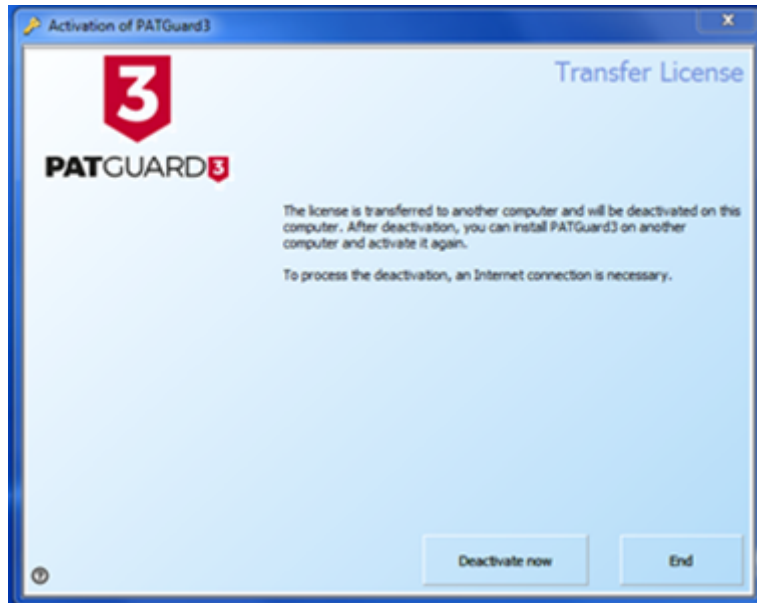 Activation of PATGuard3
x
Transfer License
3
PATGUARD3
The license is transferred to another computer and will be deactivated on this
computer. After deactivation, you can install PATGuard3 on another
computer and activate it again.
To process the deactivation, an Internet connection is necessary.
Deactivate now
End
?